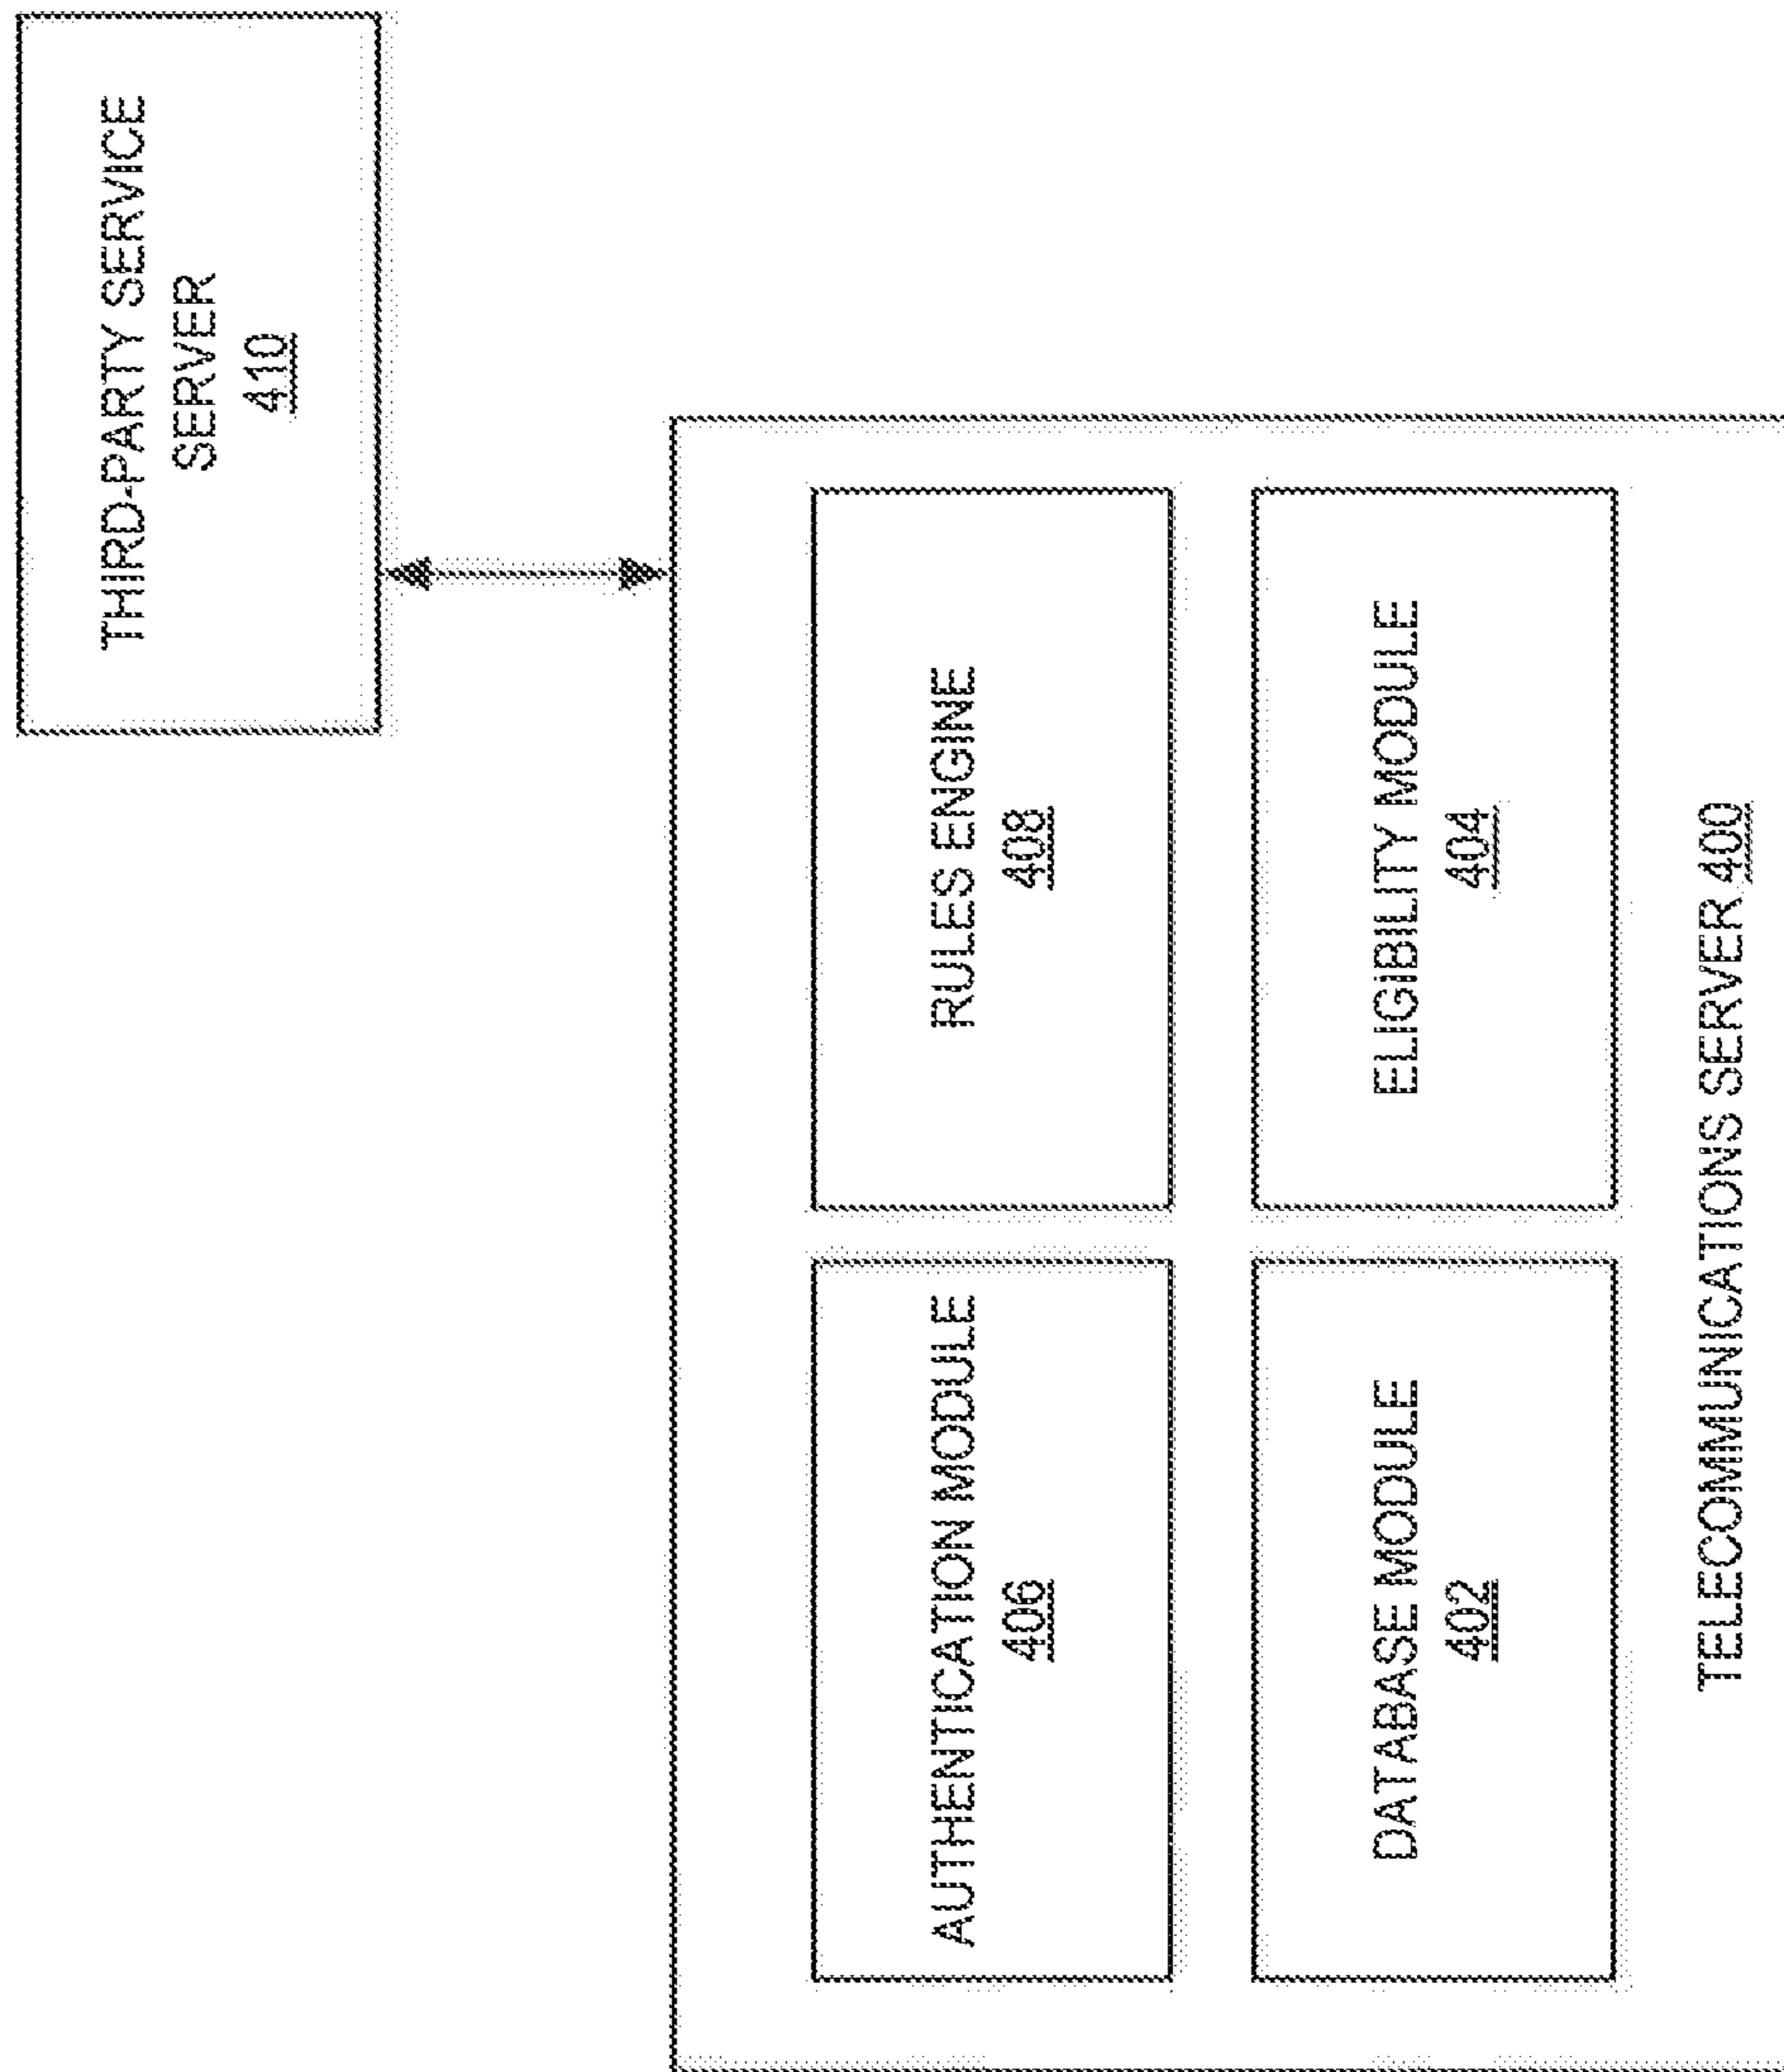 THIRD-PARTY SERVICE
SERVER
410
AUTHENTICATION MODULE
406
RULES ENGINE
408
DATABASE MODULE
402
ELIGIBILITY MODULE
404
TELECOMMUNICATIONS SERVER 400